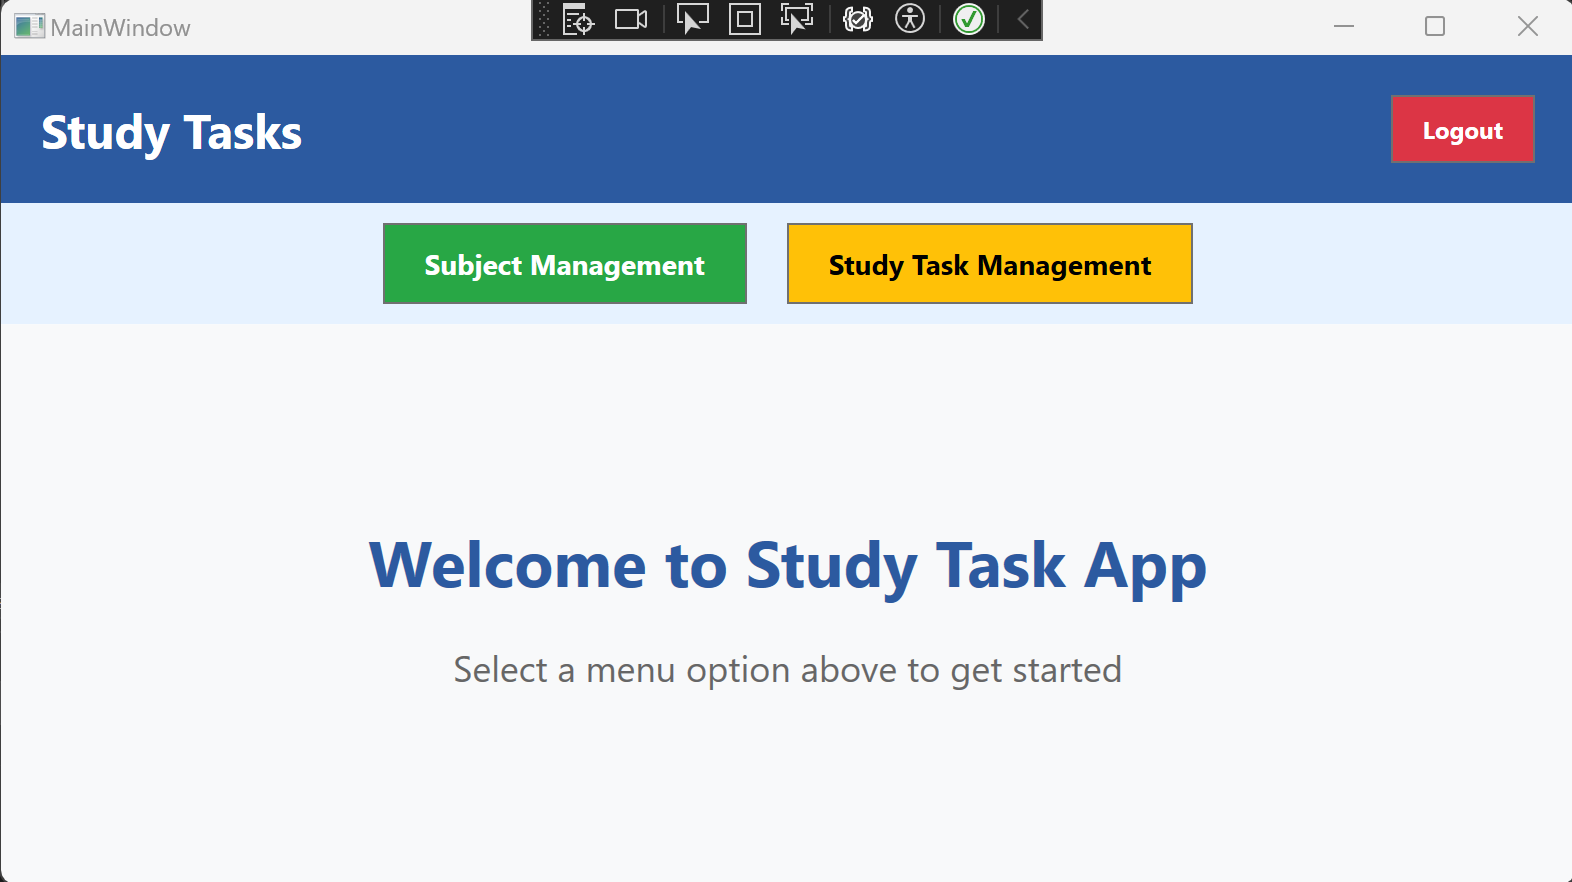 MainWindow
Study Tasks
Logout
Subject Management
Study Task Management
Welcome to Study Task App
Select a menu option above to get started